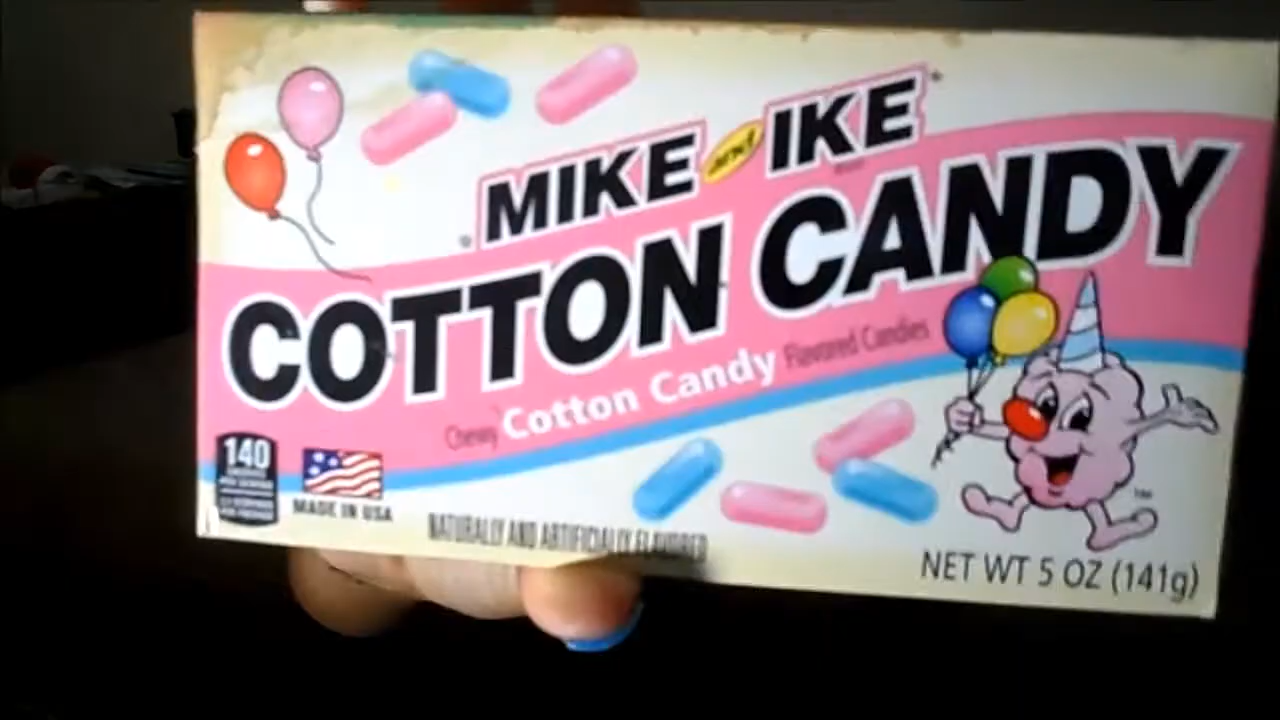 MIKE and IKE
COTTON CANDY
Chewy Cotton Candy Flavored Candies
140
MADE IN USA
NATURALLY AND ARTIFICIALLY FLAVORED
TM
NET WT 5 OZ (141g)